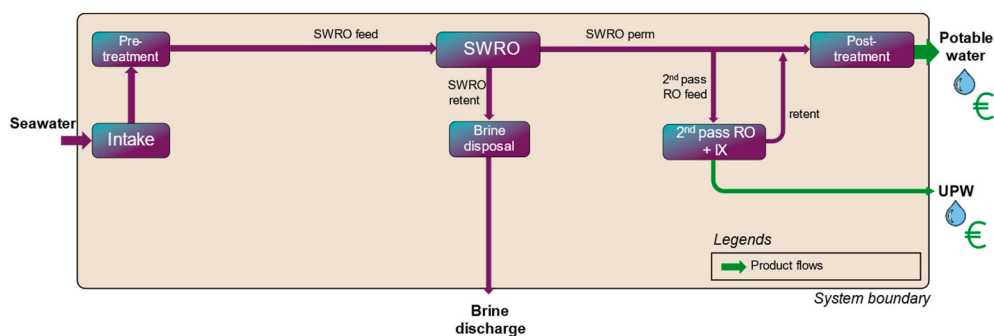 Pre-
treatment
SWRO feed
SWRO
SWRO perm
Post-
treatment
Potable
water
€
SWRO
retent
2nd pass
RO feed
retent
Seawater
Intake
Brine
disposal
2nd pass RO
+ IX
UPW
€
Legends
Product flows
System boundary
Brine
discharge